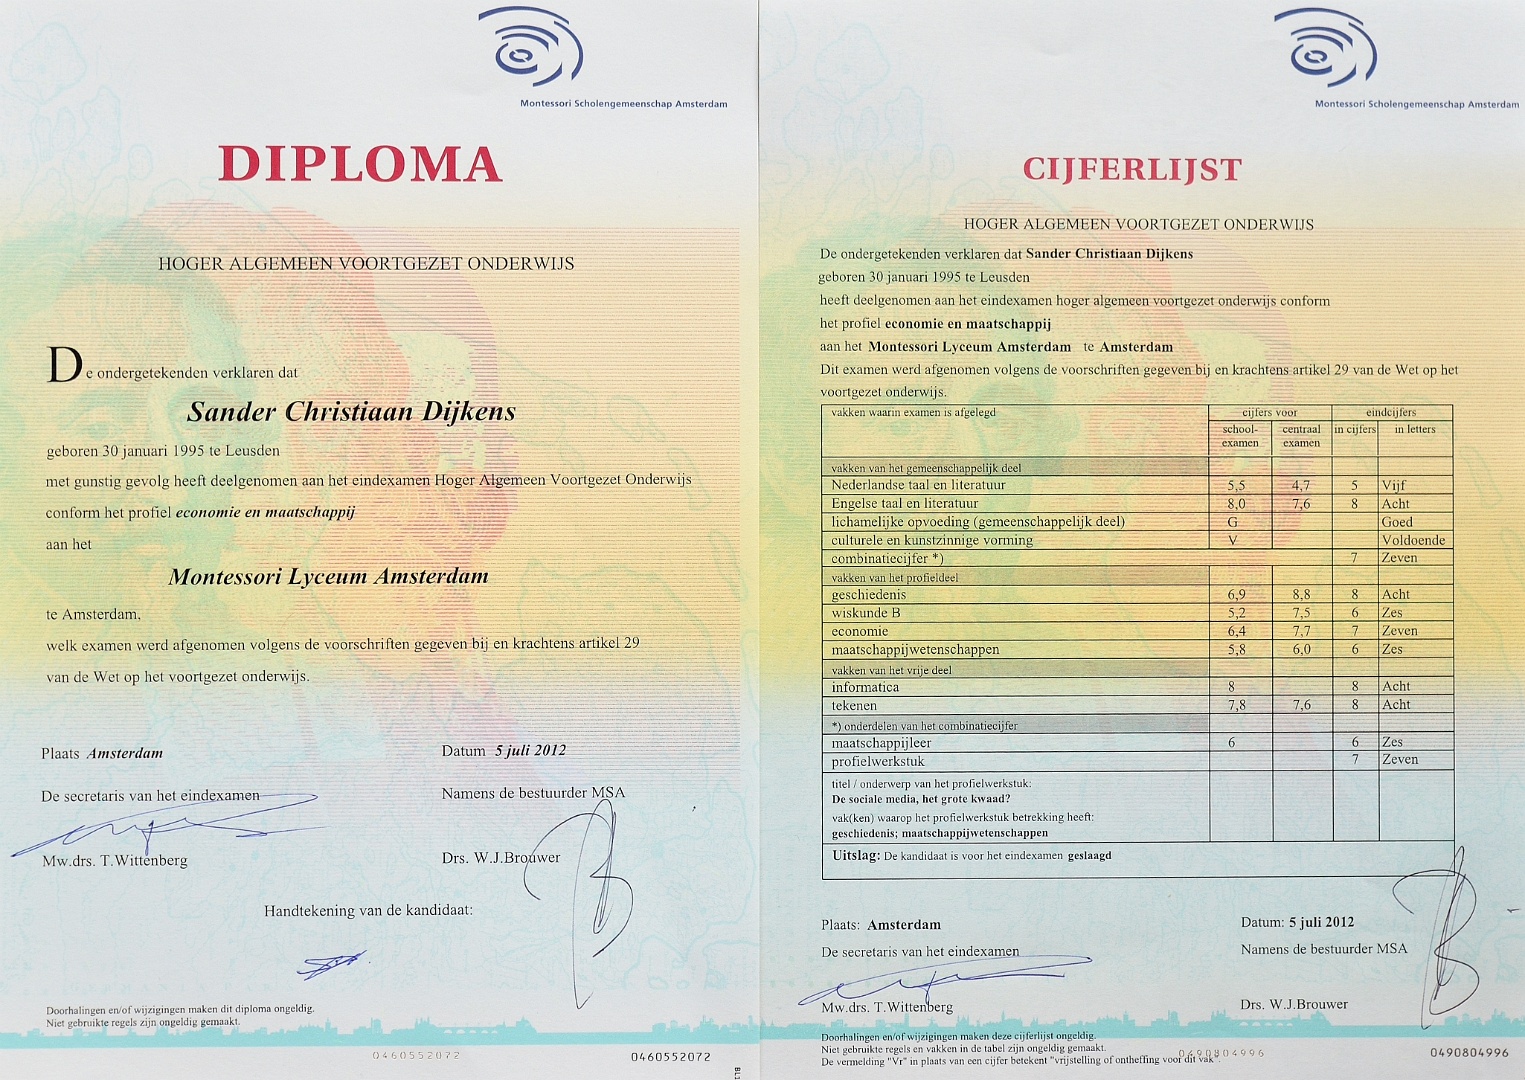 Montessori Scholengemeenschap Amsterdam
DIPLOMA
HOGER ALGEMEEN VOORTGEZET ONDERWIJS
De ondergetekenden verklaren dat
Sander Christiaan Dijkens
geboren 30 januari 1995 te Leusden
met gunstig gevolg heeft deelgenomen aan het eindexamen Hoger Algemeen Voortgezet Onderwijs
conform het profiel economie en maatschappij
aan het
Montessori Lyceum Amsterdam
te Amsterdam,
welk examen werd afgenomen volgens de voorschriften gegeven bij en krachtens artikel 29
van de Wet op het voortgezet onderwijs.
Plaats Amsterdam Datum 5 juli 2012
De secretaris van het eindexamen Namens de bestuurder MSA
Mw.drs. T.Wittenberg Drs. W.J.Brouwer
Handtekening van de kandidaat:
Doorhalingen en/of wijzigingen maken dit diploma ongeldig.
Niet gebruikte regels zijn ongeldig gemaakt.
0460552072 0460552072
BL1
Montessori Scholengemeenschap Amsterdam
CIJFERLIJST
HOGER ALGEMEEN VOORTGEZET ONDERWIJS
De ondergetekenden verklaren dat Sander Christiaan Dijkens
geboren 30 januari 1995 te Leusden
heeft deelgenomen aan het eindexamen hoger algemeen voortgezet onderwijs conform
het profiel economie en maatschappij
aan het Montessori Lyceum Amsterdam te Amsterdam
Dit examen werd afgenomen volgens de voorschriften gegeven bij en krachtens artikel 29 van de Wet op het
voortgezet onderwijs.
vakken waarin examen is afgelegd cijfers voor eindcijfers
school- centraal in cijfers in letters
examen examen
vakken van het gemeenschappelijk deel
Nederlandse taal en literatuur 5,5 4,7 5 Vijf
Engelse taal en literatuur 8,0 7,6 8 Acht
lichamelijke opvoeding (gemeenschappelijk deel) G Goed
culturele en kunstzinnige vorming V Voldoende
combinatiecijfer *) 7 Zeven
vakken van het profieldeel
geschiedenis 6,9 8,8 8 Acht
wiskunde B 5,2 7,5 6 Zes
economie 6,4 7,7 7 Zeven
maatschappijwetenschappen 5,8 6,0 6 Zes
vakken van het vrije deel
informatica 8 8 Acht
tekenen 7,8 7,6 8 Acht
*) onderdelen van het combinatiecijfer
maatschappijleer 6 6 Zes
profielwerkstuk 7 Zeven
titel / onderwerp van het profielwerkstuk:
De sociale media, het grote kwaad?
vak(ken) waarop het profielwerkstuk betrekking heeft:
geschiedenis; maatschappijwetenschappen
Uitslag: De kandidaat is voor het eindexamen geslaagd
Plaats: Amsterdam Datum: 5 juli 2012
De secretaris van het eindexamen Namens de bestuurder MSA
Mw.drs. T.Wittenberg Drs. W.J.Brouwer
Doorhalingen en/of wijzigingen maken deze cijferlijst ongeldig.
Niet gebruikte regels en vakken in de tabel zijn ongeldig gemaakt.
De vermelding "Vr" in plaats van een cijfer betekent "vrijstelling of ontheffing voor dit vak".
0490804996 0490804996